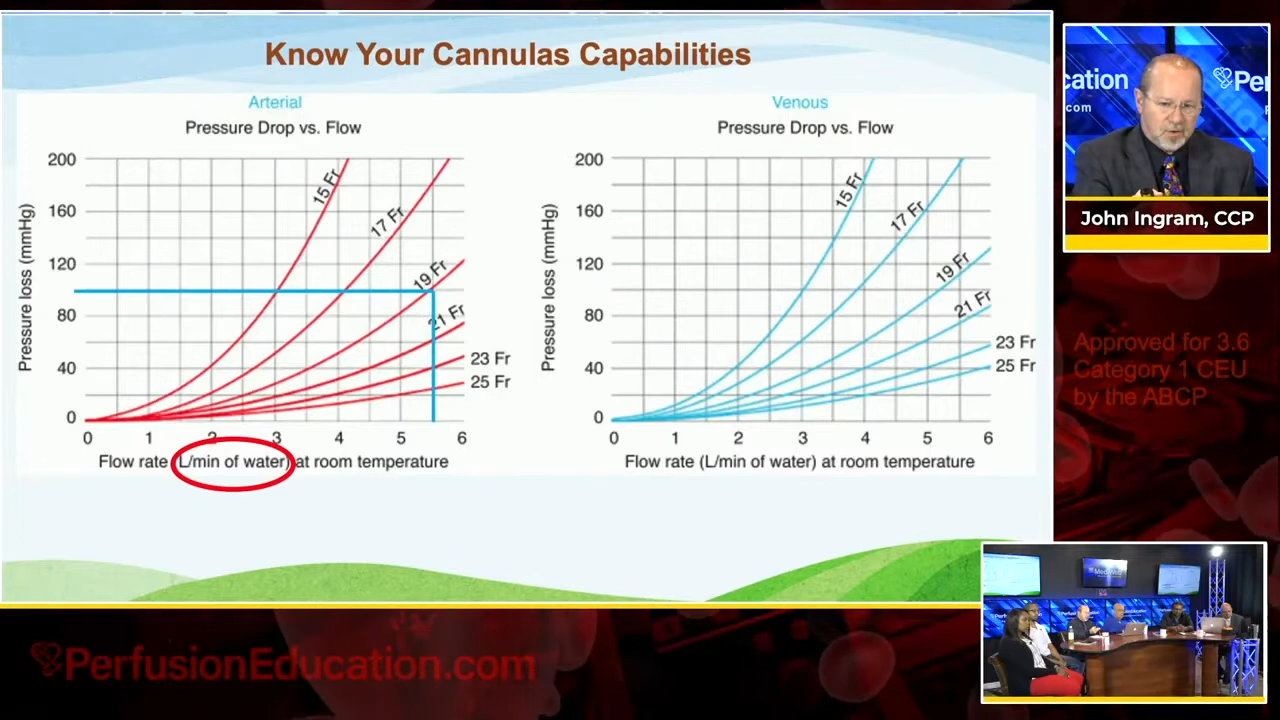 Know Your Cannulas Capabilities
Arterial
Pressure Drop vs. Flow
200
160
120
80
40
0
Pressure loss (mmHg)
15 Fr
17 Fr
19 Fr
21 Fr
23 Fr
25 Fr
0 1 2 3 4 5 6
Flow rate (L/min of water) at room temperature
Venous
Pressure Drop vs. Flow
200
160
120
80
40
0
Pressure loss (mmHg)
15 Fr
17 Fr
19 Fr
21 Fr
23 Fr
25 Fr
0 1 2 3 4 5 6
Flow rate (L/min of water) at room temperature
cation
com
Per
John Ingram, CCP
Approved for 3.6
Category 1 CEU
by the ABCP
PerfusionEducation.com